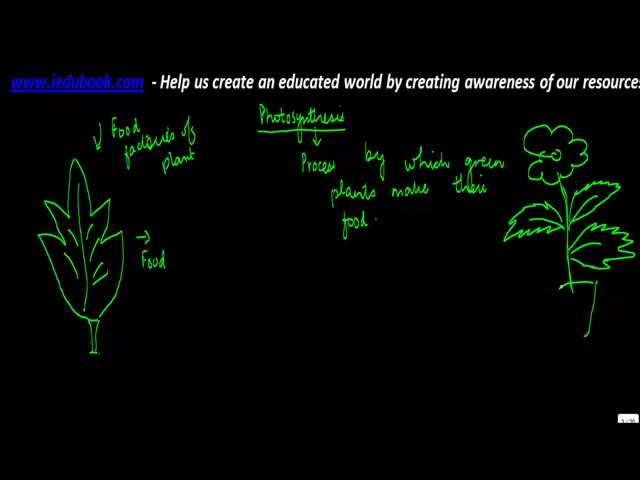 www.iedubook.com - Help us create an educated world by creating awareness of our resources
Photosynthesis
Process by which green
plants make their
food.
Food
factories of
plant
Food